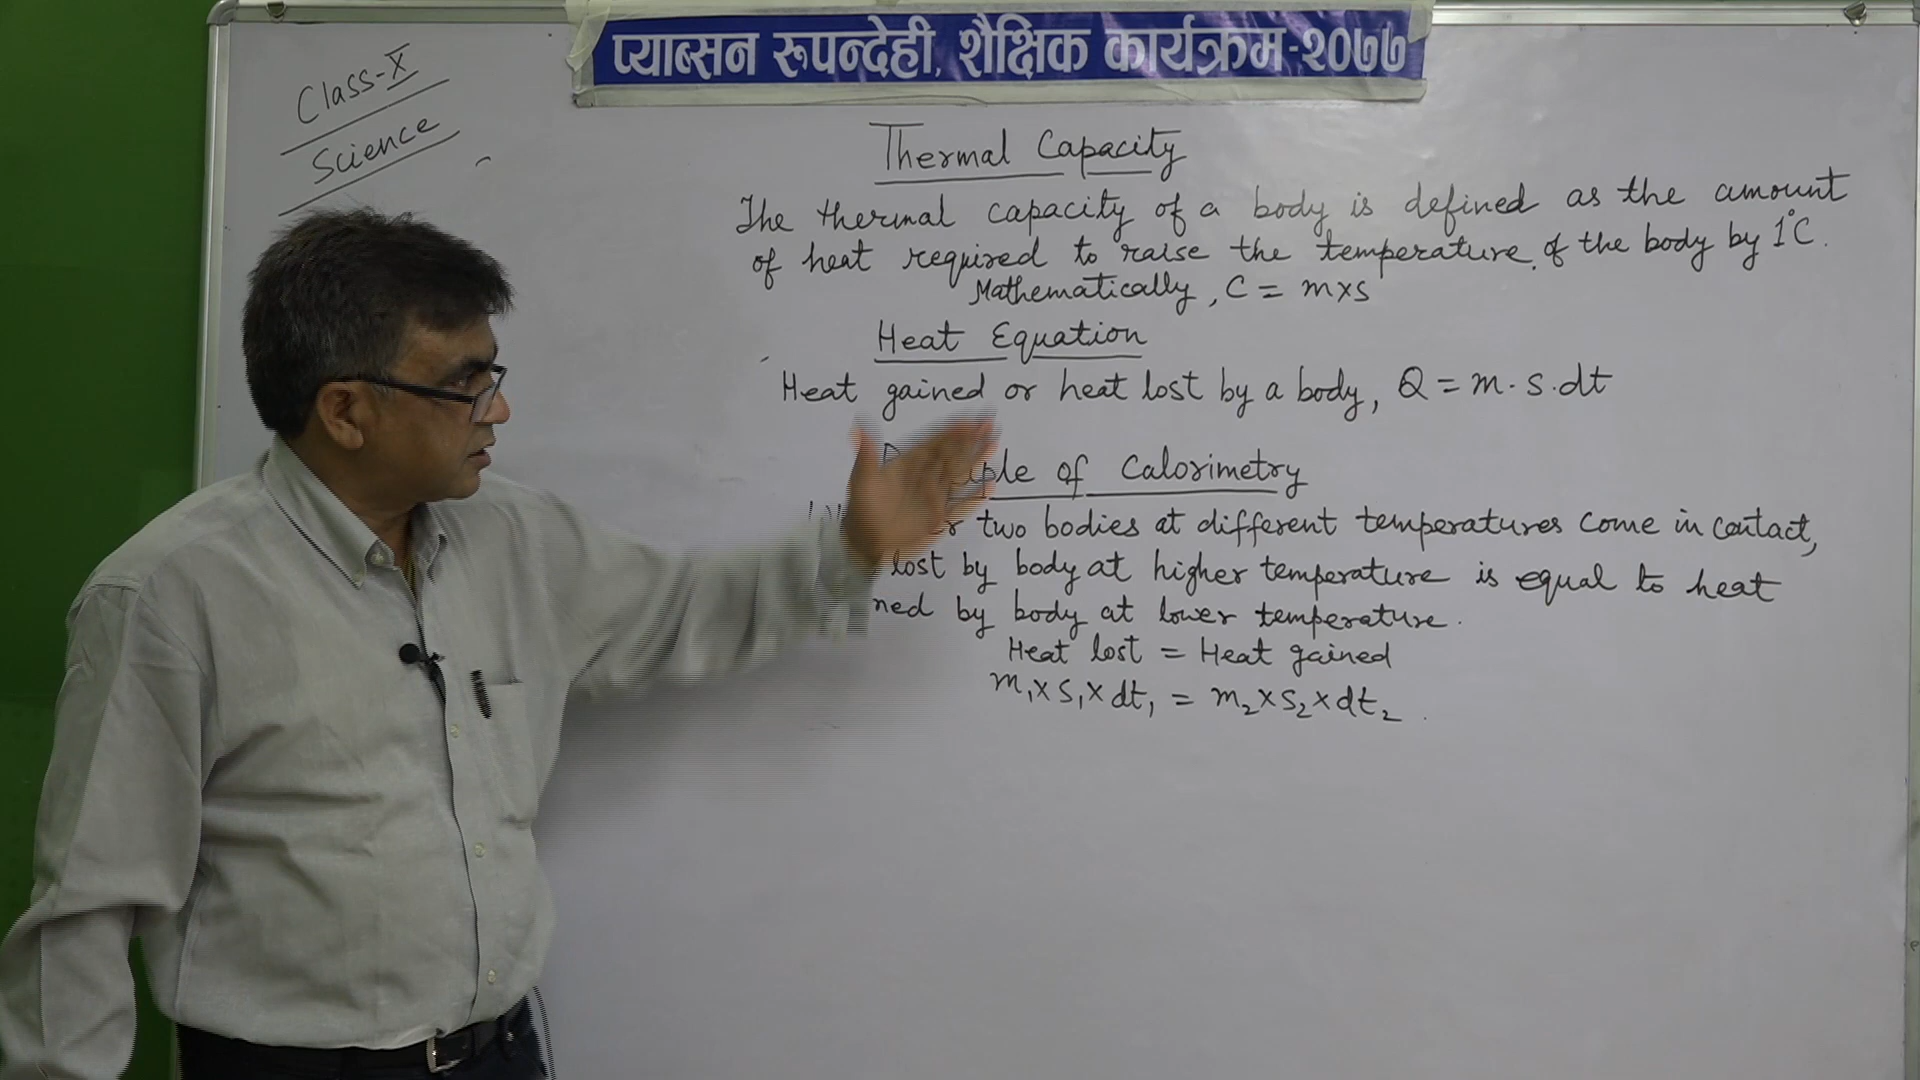 प्याब्सन रुपन्देही, शैक्षिक कार्यक्रम-२०७७
Class-X
Science
Thermal Capacity
The thermal capacity of a body is defined as the amount
of heat required to raise the temperature of the body by 1°C.
Mathematically, C = m×s
Heat Equation
Heat gained or heat lost by a body, Q = m·s·dt
of Calorimetry
two bodies at different temperatures come in contact,
lost by body at higher temperature is equal to heat
by body at lower temperature.
Heat lost = Heat gained
m₁×s₁×dt₁ = m₂×s₂×dt₂